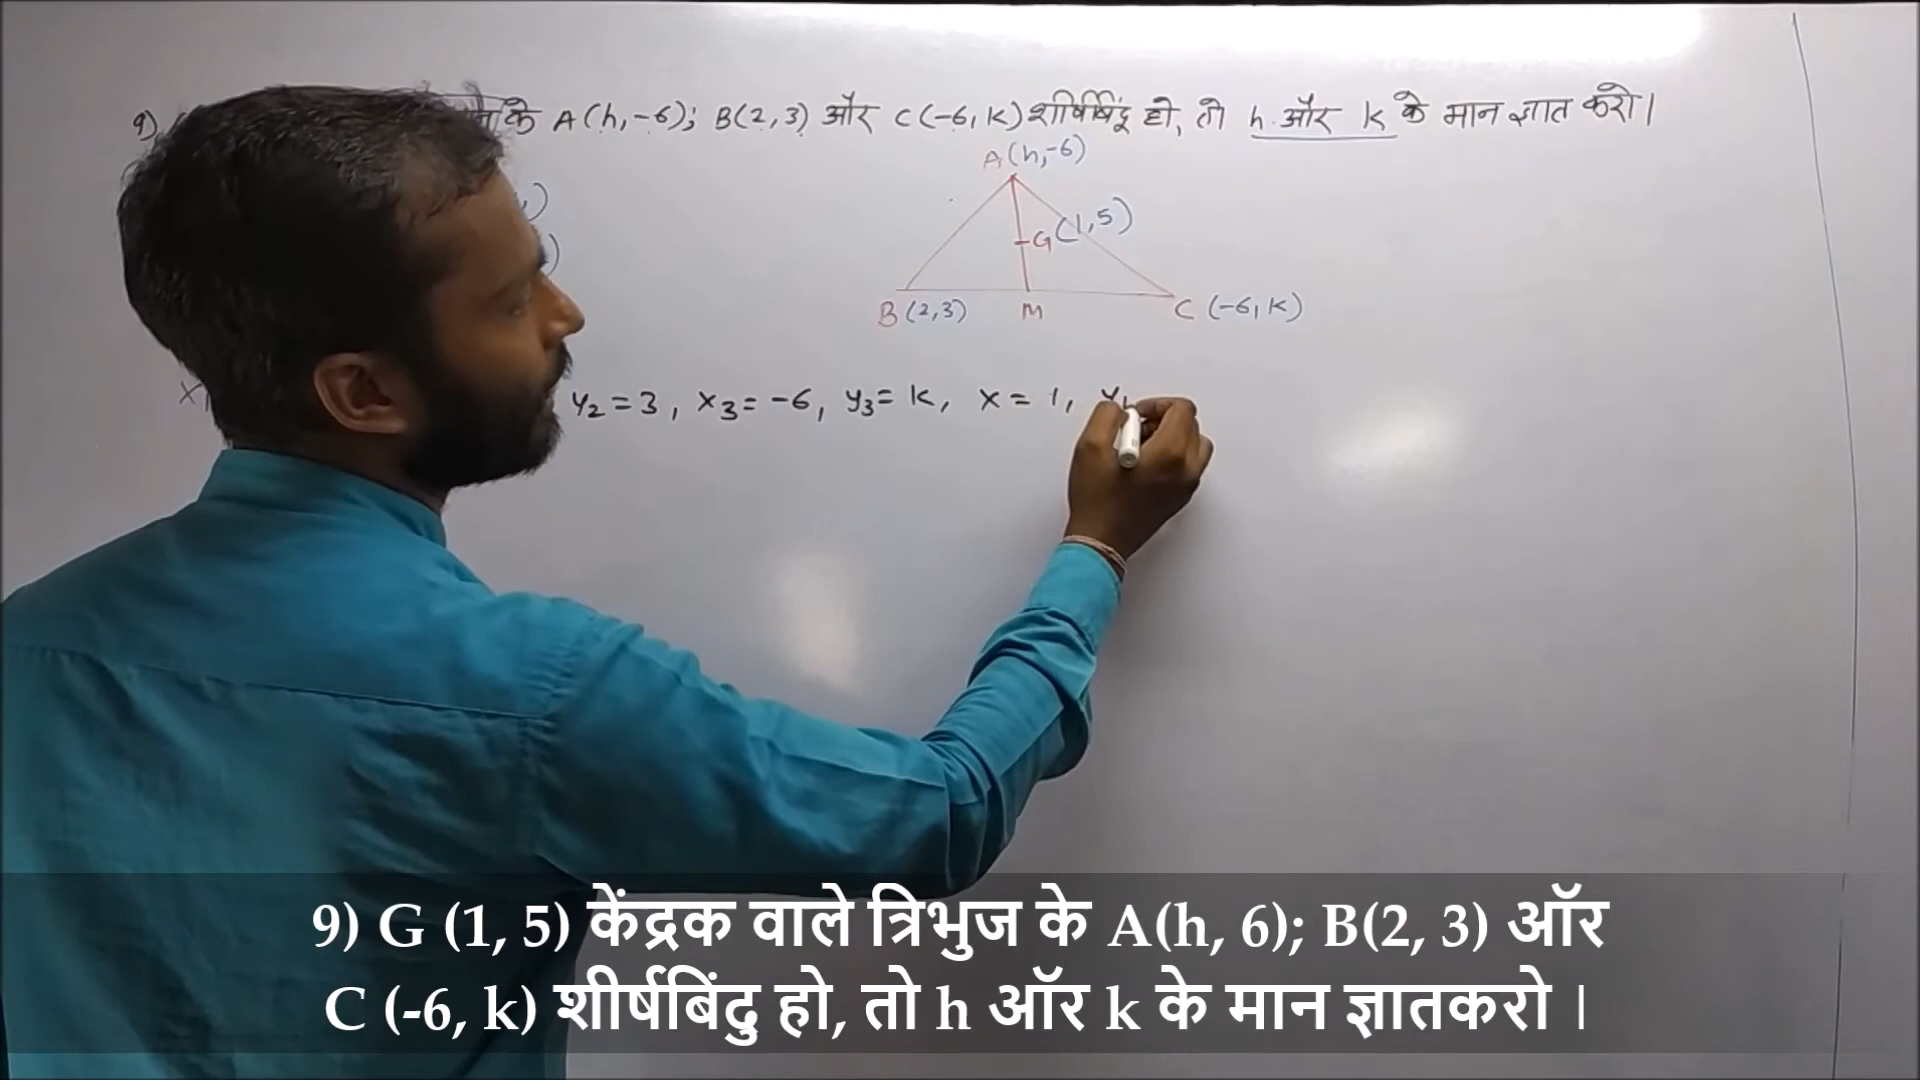 9) के A(h,-6); B(2,3) और C(-6,k) शीर्षबिंदू हो, तो h और k के मान ज्ञात करो।
A(h,-6)
G(1,5)
B(2,3) M C(-6,k)
y₂=3, x₃=-6, y₃=k, x=1, y
9) G (1, 5) केंद्रक वाले त्रिभुज के A(h, 6); B(2, 3) ऑर
C (-6, k) शीर्षबिंदु हो, तो h ऑर k के मान ज्ञातकरो |